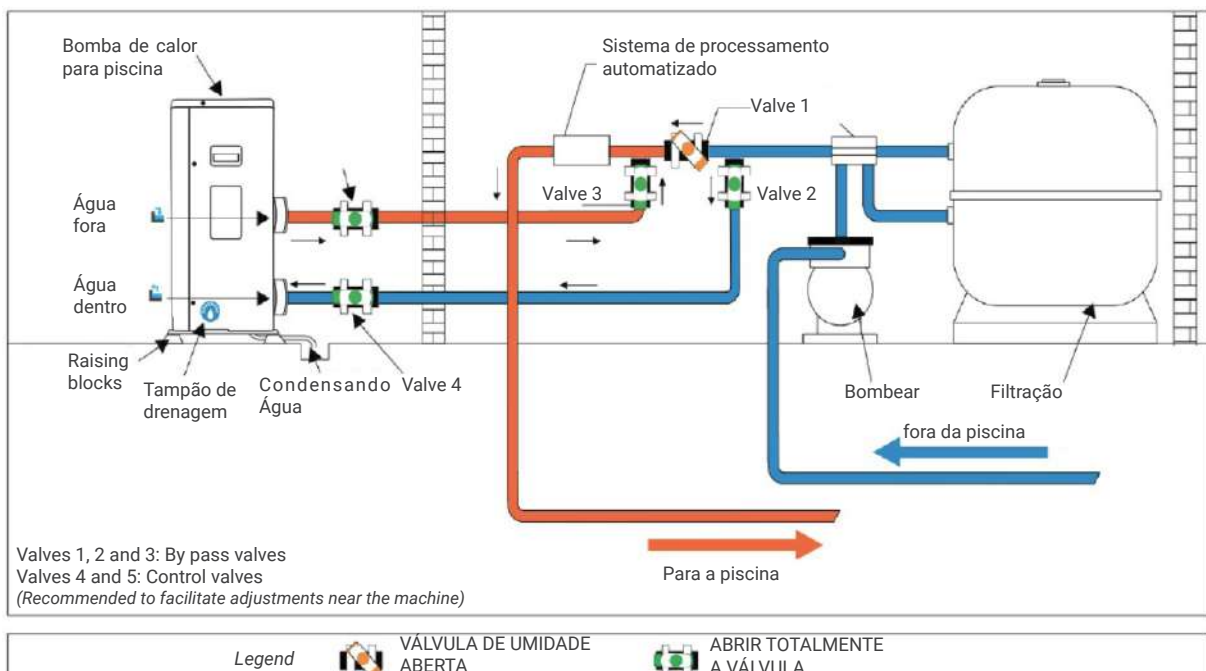 Bomba de calor
para piscina
Sistema de processamento
automatizado
Valve 1
Valve 3
Valve 2
Água
fora
Água
dentro
Raising
blocks
Tampão de
drenagem
Condensando
Água
Valve 4
Bombear
Filtração
fora da piscina
Para a piscina
Valves 1, 2 and 3: By pass valves
Valves 4 and 5: Control valves
(Recommended to facilitate adjustments near the machine)
Legend
VÁLVULA DE UMIDADE
ABERTA
ABRIR TOTALMENTE
A VÁLVULA